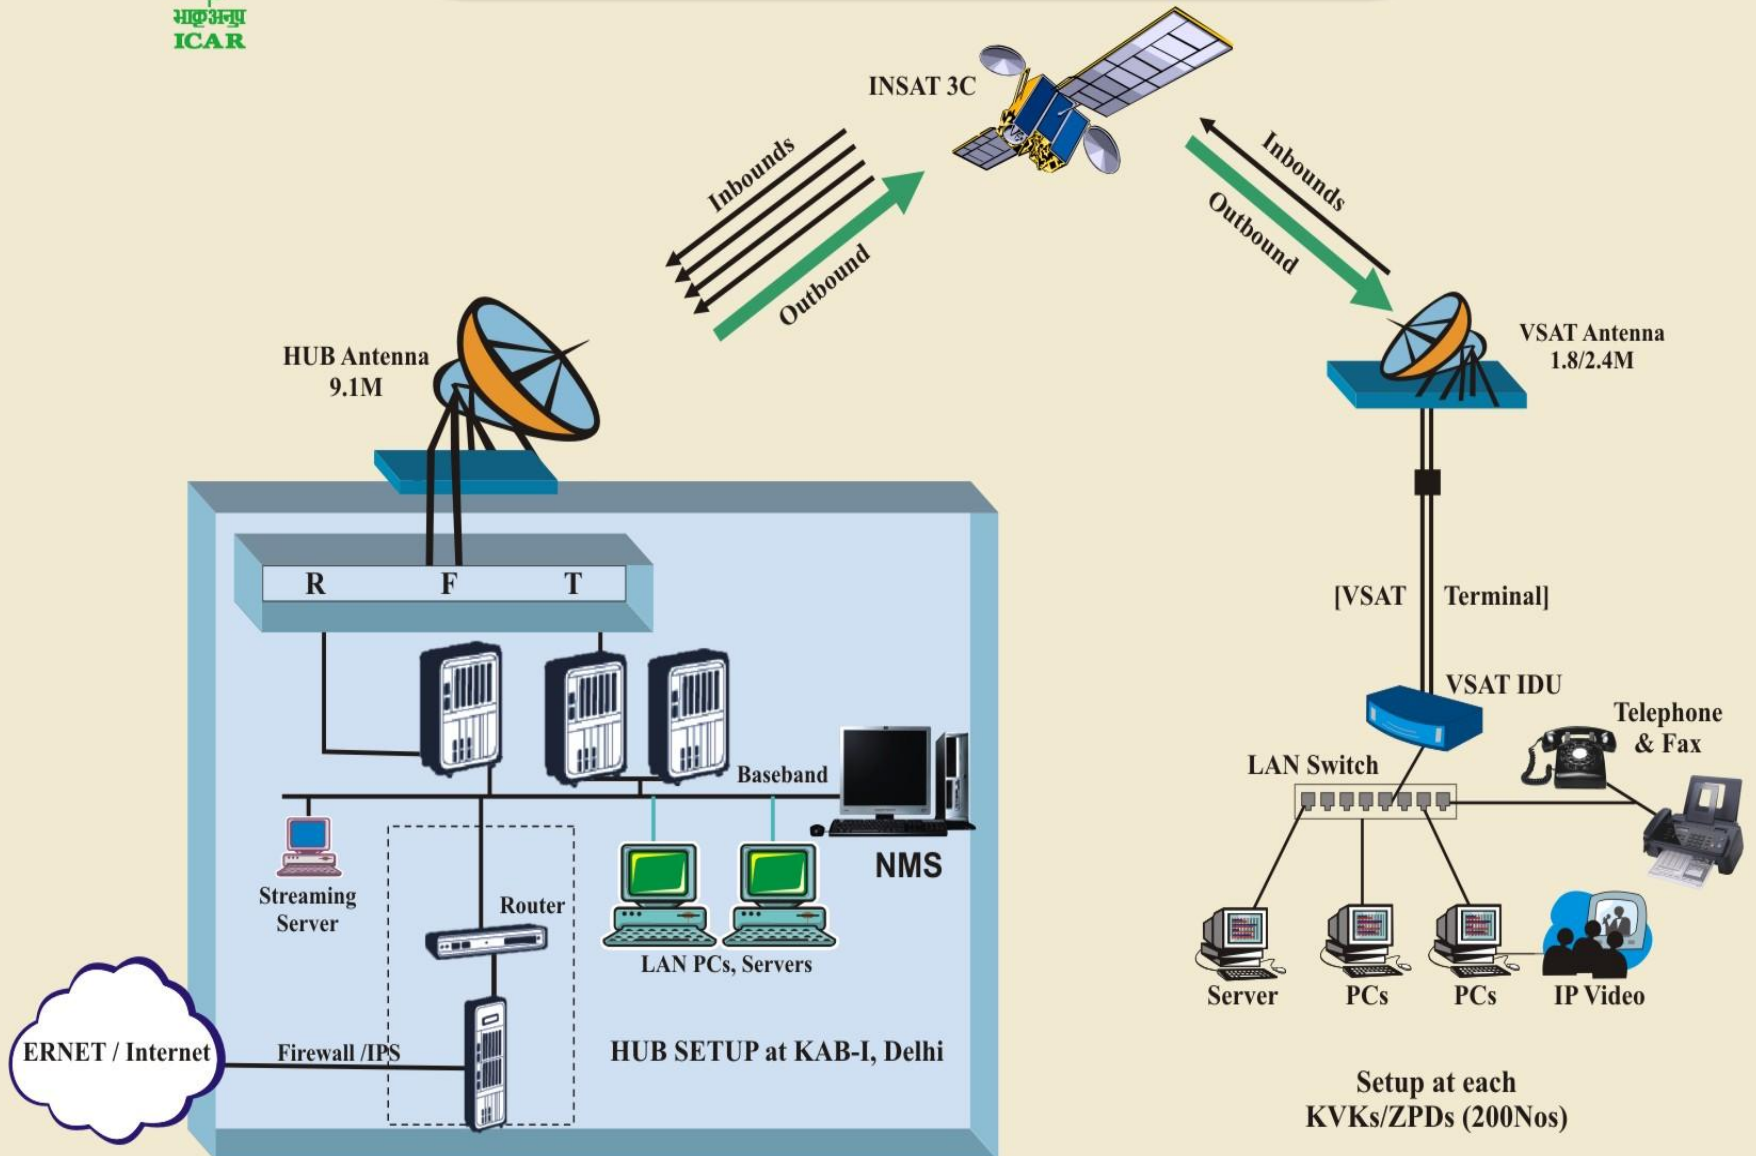 भाकृअनुप
ICAR
INSAT 3C
Inbounds
Outbound
Inbounds
Outbound
HUB Antenna
9.1M
VSAT Antenna
1.8/2.4M
R F T
[VSAT Terminal]
VSAT IDU
Telephone
& Fax
LAN Switch
Baseband
NMS
Streaming
Server
Router
LAN PCs, Servers
Server
PCs
PCs
IP Video
ERNET / Internet
Firewall /IPS
HUB SETUP at KAB-I, Delhi
Setup at each
KVKs/ZPDs (200Nos)